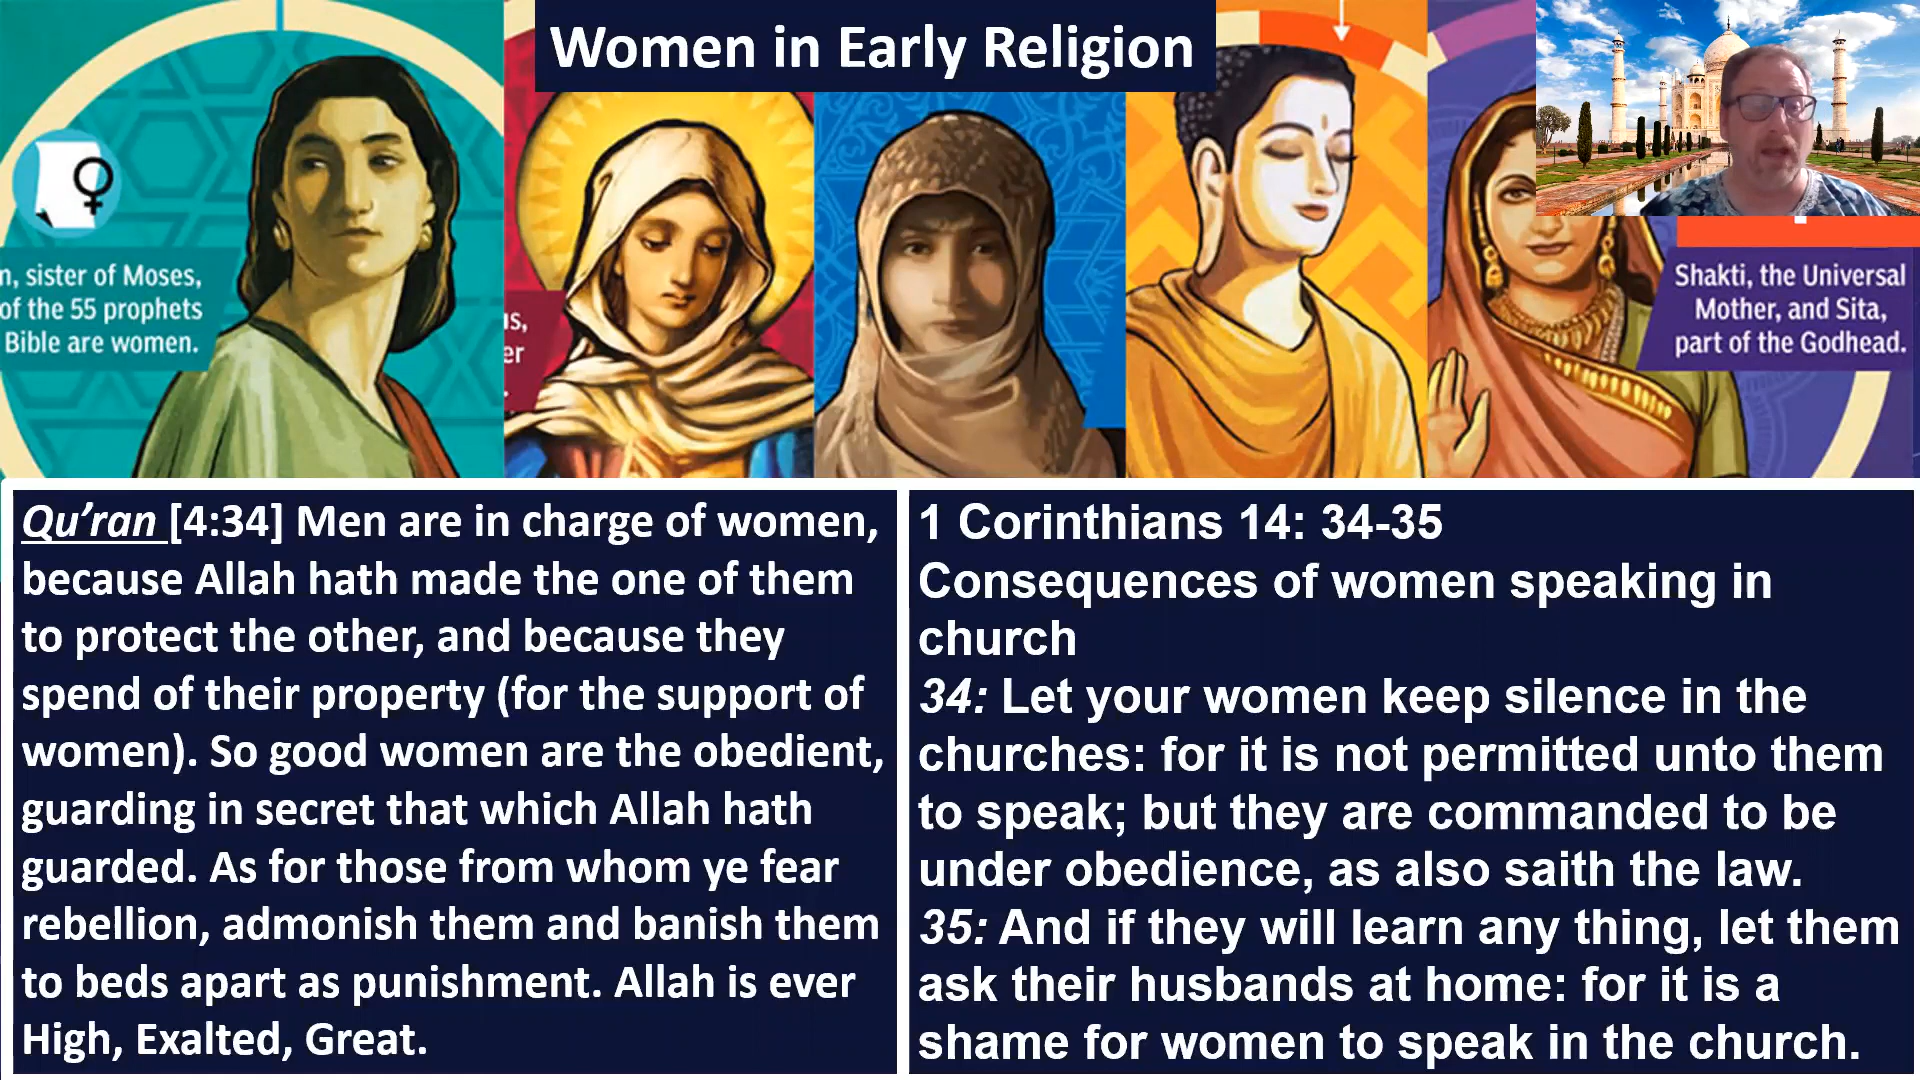 Women in Early Religion
n, sister of Moses,
of the 55 prophets
Bible are women.
us,
er
Shakti, the Universal
Mother, and Sita,
part of the Godhead.
Qu’ran [4:34] Men are in charge of women,
because Allah hath made the one of them
to protect the other, and because they
spend of their property (for the support of
women). So good women are the obedient,
guarding in secret that which Allah hath
guarded. As for those from whom ye fear
rebellion, admonish them and banish them
to beds apart as punishment. Allah is ever
High, Exalted, Great.
1 Corinthians 14: 34-35
Consequences of women speaking in
church
34: Let your women keep silence in the
churches: for it is not permitted unto them
to speak; but they are commanded to be
under obedience, as also saith the law.
35: And if they will learn any thing, let them
ask their husbands at home: for it is a
shame for women to speak in the church.